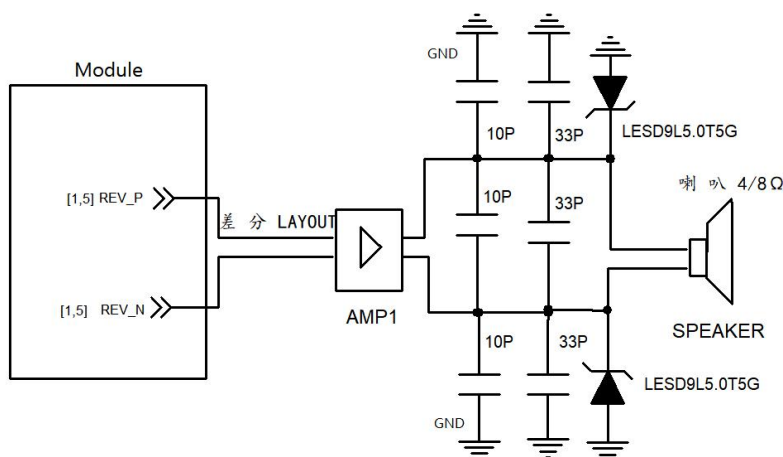 GND
Module
10P
33P
LESD9L5.0T5G
[1,5] REV_P
差分 LAYOUT
10P
33P
喇叭 4/8Ω
[1,5] REV_N
AMP1
10P
33P
SPEAKER
LESD9L5.0T5G
GND